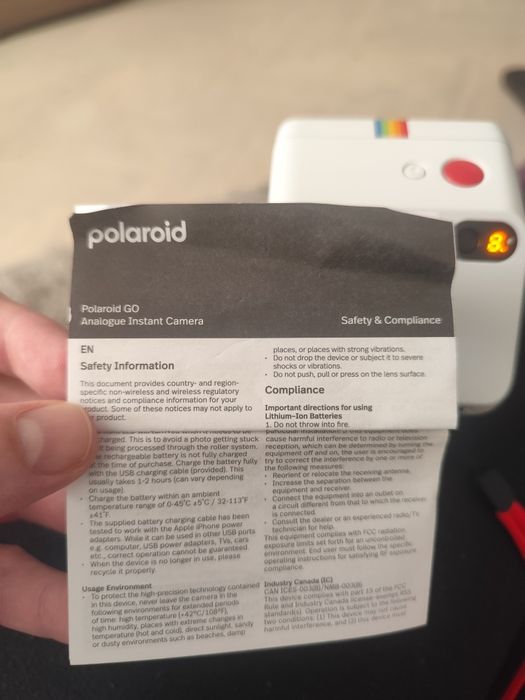 polaroid
Polaroid GO
Analogue Instant Camera
Safety & Compliance
EN
Safety Information
This document provides country- and region-
specific non-wireless and wireless regulatory
notices and compliance information for your
product. Some of these notices may not apply to
product.
charged. This is to avoid a photo getting stuck
t being processed through the roller system.
e rechargeable battery is not fully charged
t the time of purchase. Charge the battery fully
with the USB charging cable (provided). This
usually takes 1-2 hours (can vary depending
on usage)
• Charge the battery within an ambient
temperature range of 0-45°C +5°C / 32-113°F
±41°F.
• The supplied battery charging cable has been
tested to work with the Apple iPhone power
adapters. While it can be used in other USB ports
e.g. computer, USB power adapters, TVs, cars
etc., correct operation cannot be guaranteed.
• When the device is no longer in use, please
recycle it properly.
Usage Environment
• To protect the high-precision technology contained
in this device, never leave the camera in the
following environments for extended periods
of time: high temperature (+42°C/108°F),
high humidity, places with extreme changes in
temperature (hot and cold), direct sunlight, sandy
or dusty environments such as beaches, damp
places, or places with strong vibrations.
• Do not drop the device or subject it to severe
shocks or vibrations.
• Do not push, pull or press on the lens surface.
Compliance
Important directions for using
Lithium-Ion Batteries
1. Do not throw into fire.
cause harmful interference to radio or television
reception, which can be determined by turning the
equipment off and on, the user is encouraged to
try to correct the interference by one or more of
the following measures:
• Reorient or relocate the receiving antenna.
• Increase the separation between the
equipment and receiver.
• Connect the equipment into an outlet on
a circuit different from that to which the receiver
is connected.
• Consult the dealer or an experienced radio/TV
technician for help.
This equipment complies with FCC radiation
exposure limits set forth for an uncontrolled
environment. End user must follow the specific
operating instructions for satisfying RF exposure
compliance.
Industry Canada (IC)
CAN ICES-003(B)/NMB-003(B)
This device complies with part 15 of the FCC
Rule and Industry Canada license-exempt RSS
standard(s). Operation is subject to the following
two conditions: (1) This device may not cause
harmful interference, and (2) this device must
8.